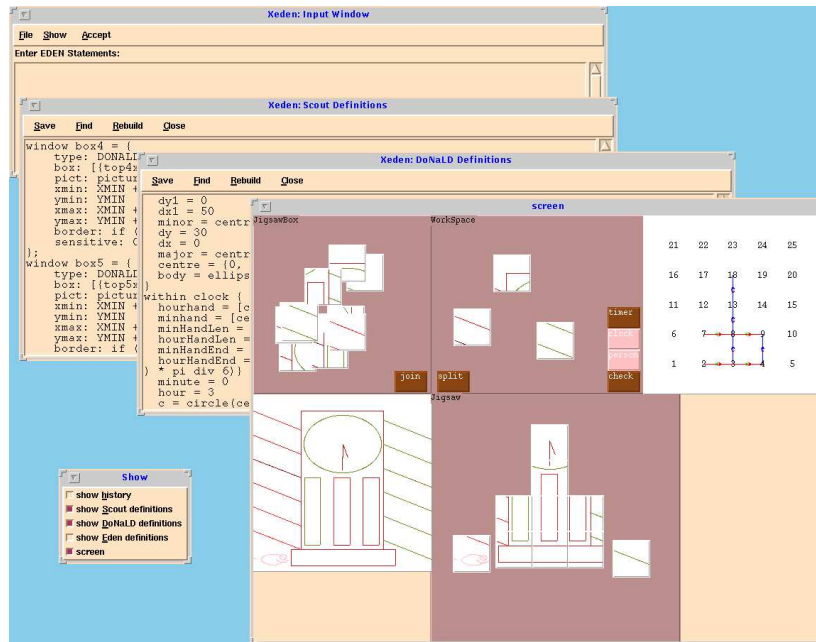 Xeden: Input Window
File Show Accept
Enter EDEN Statements:
Xeden: Scout Definitions
Save Find Rebuild Close
window box4 = {
type: DONALD
box: [{top4x
pict: pictur
xmin: XMIN +
ymin: YMIN
xmax: XMIN +
ymax: YMIN +
border: if (
sensitive:
};
window box5 = {
type: DONALD
box: [{top5x
pict: pictur
xmin: XMIN +
ymin: YMIN
xmax: XMIN +
ymax: YMIN +
border: if (
Xeden: DoNaLD Definitions
Save Find Rebuild Close
dy1 = 0
dx1 = 50
minor = centr
dy = 30
dx = 0
major = centr
centre = {0,
body = ellips
}
within clock {
hourhand = [c
minhand = [ce
minHandLen =
hourHandLen =
minHandEnd =
hourHandEnd =
) * pi div 6)}
minute = 0
hour = 3
c = circle(ce
screen
JigsawBox
join
WorkSpace
timer
clock
person
split
check
21 22 23 24 25
16 17 18 19 20
11 12 13 14 15
6 7 8 9 10
1 2 3 4 5
Jigsaw
Show
show history
show Scout definitions
show DoNaLD definitions
show Eden definitions
screen